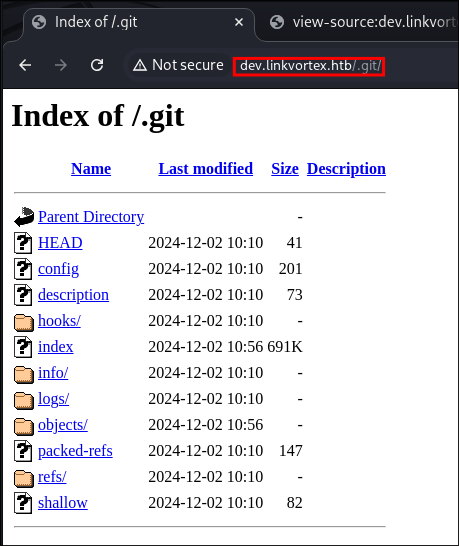 Index of /.git
view-source:dev.linkvort
Not secure dev.linkvortex.htb/.git/
Index of /.git
Name Last modified Size Description
Parent Directory -
HEAD 2024-12-02 10:10 41
config 2024-12-02 10:10 201
description 2024-12-02 10:10 73
hooks/ 2024-12-02 10:10 -
index 2024-12-02 10:56 691K
info/ 2024-12-02 10:10 -
logs/ 2024-12-02 10:10 -
objects/ 2024-12-02 10:56 -
packed-refs 2024-12-02 10:10 147
refs/ 2024-12-02 10:10 -
shallow 2024-12-02 10:10 82